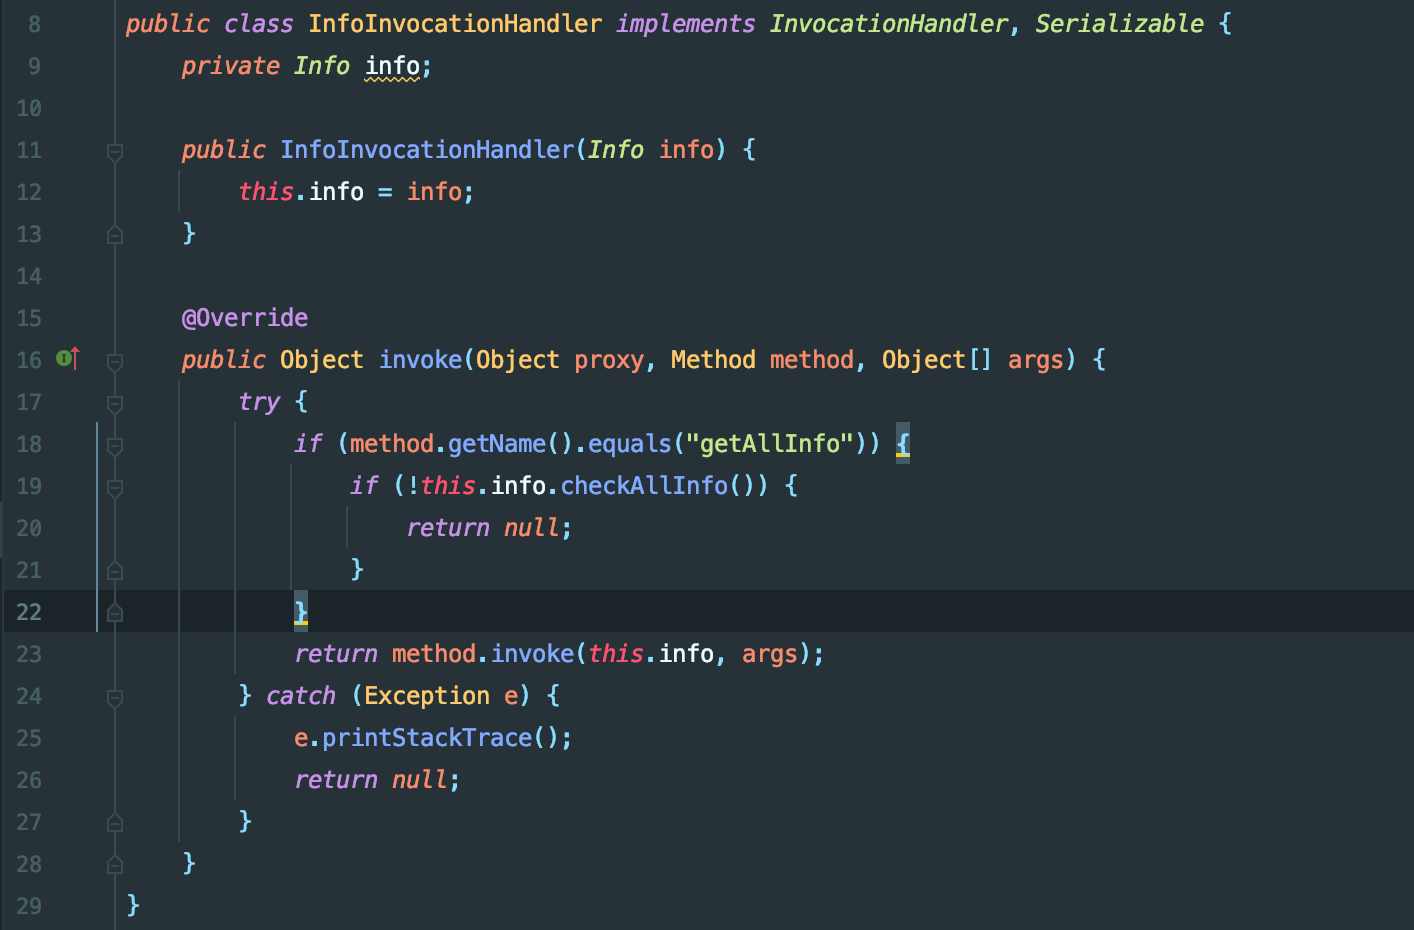 8 public class InfoInvocationHandler implements InvocationHandler, Serializable {
9     private Info info;
10
11     public InfoInvocationHandler(Info info) {
12         this.info = info;
13     }
14
15     @Override
16     public Object invoke(Object proxy, Method method, Object[] args) {
17         try {
18             if (method.getName().equals("getAllInfo")) {
19                 if (!this.info.checkAllInfo()) {
20                     return null;
21                 }
22             }
23             return method.invoke(this.info, args);
24         } catch (Exception e) {
25             e.printStackTrace();
26             return null;
27         }
28     }
29 }